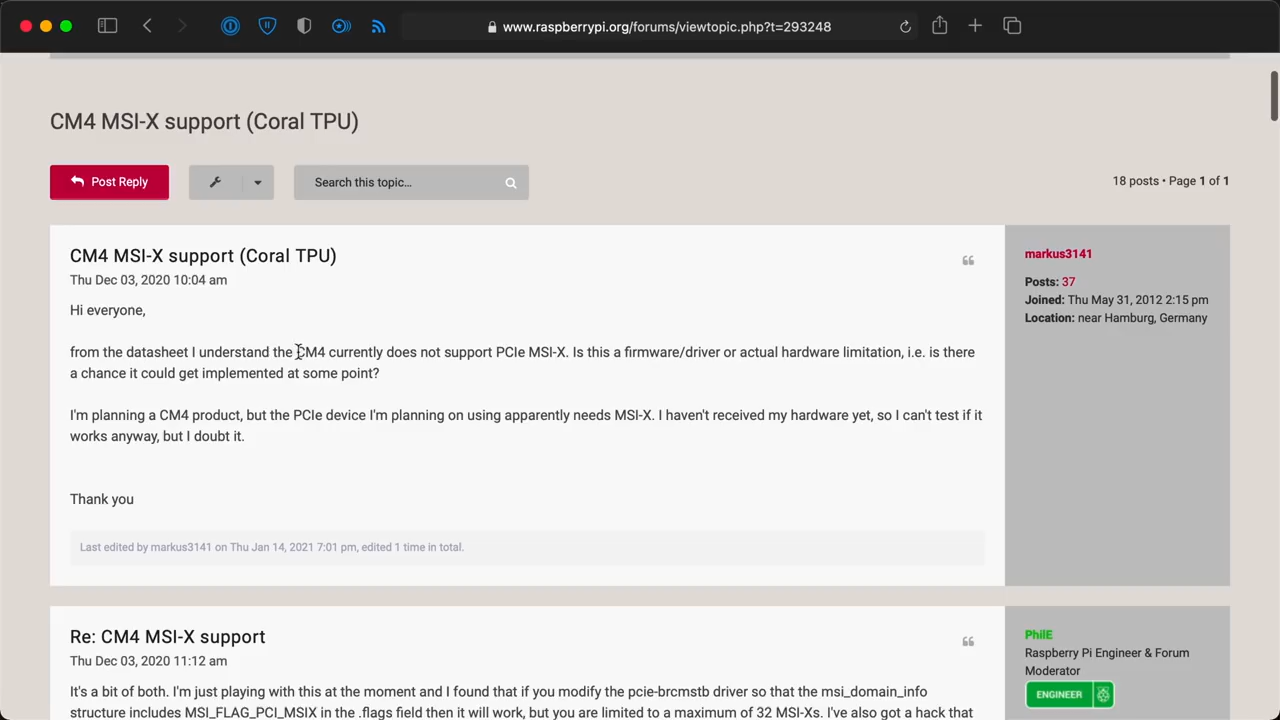 www.raspberrypi.org/forums/viewtopic.php?t=293248
CM4 MSI-X support (Coral TPU)
Post Reply
Search this topic…
18 posts • Page 1 of 1
CM4 MSI-X support (Coral TPU)
Thu Dec 03, 2020 10:04 am
Hi everyone,
from the datasheet I understand the CM4 currently does not support PCIe MSI-X. Is this a firmware/driver or actual hardware limitation, i.e. is there
a chance it could get implemented at some point?
I'm planning a CM4 product, but the PCIe device I'm planning on using apparently needs MSI-X. I haven't received my hardware yet, so I can't test if it
works anyway, but I doubt it.
Thank you
Last edited by markus3141 on Thu Jan 14, 2021 7:01 pm, edited 1 time in total.
markus3141
Posts: 37
Joined: Thu May 31, 2012 2:15 pm
Location: near Hamburg, Germany
Re: CM4 MSI-X support
Thu Dec 03, 2020 11:12 am
It's a bit of both. I'm just playing with this at the moment and I found that if you modify the pcie-brcmstb driver so that the msi_domain_info
structure includes MSI_FLAG_PCI_MSIX in the .flags field then it will work, but you are limited to a maximum of 32 MSI-Xs. I've also got a hack that
PhilE
Raspberry Pi Engineer & Forum
Moderator
ENGINEER